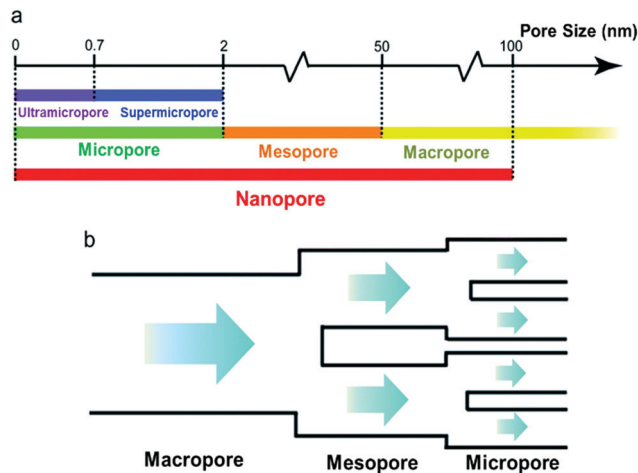 a
Pore Size (nm)
0 0.7 2 50 100
Ultramicropore Supermicropore
Micropore Mesopore Macropore
Nanopore
b
Macropore Mesopore Micropore